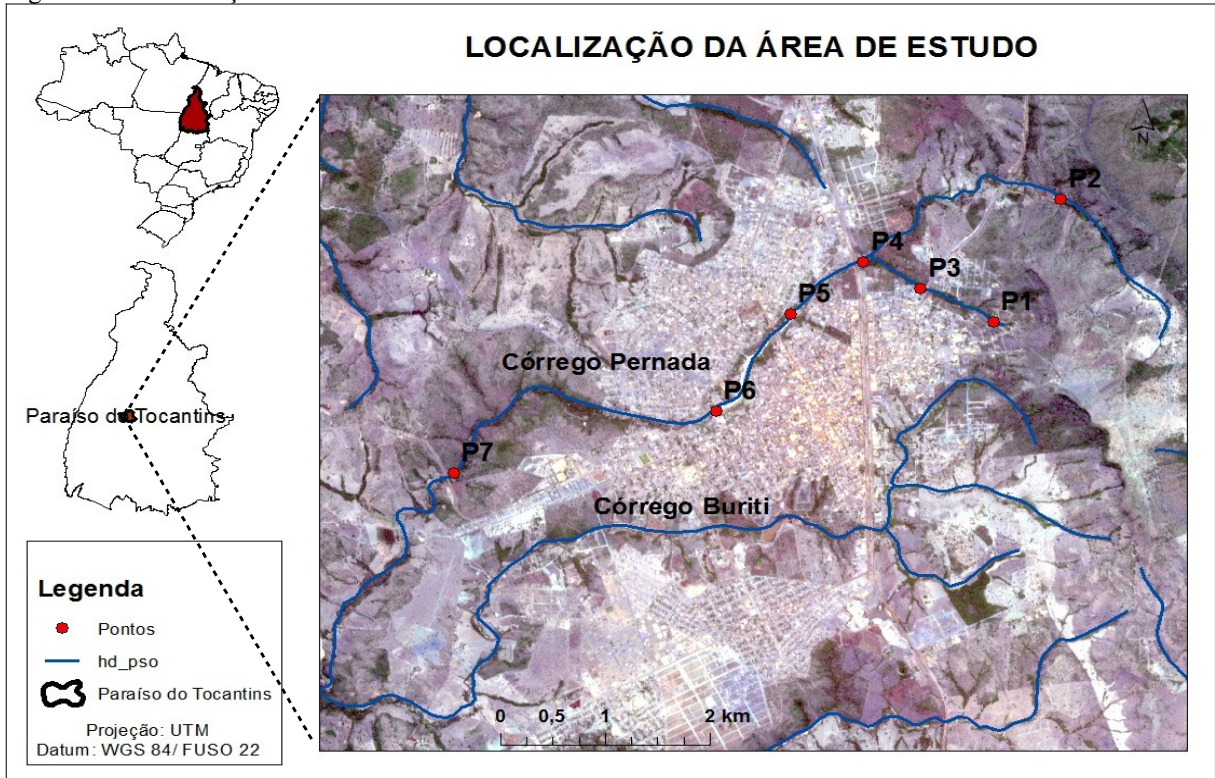 LOCALIZAÇÃO DA ÁREA DE ESTUDO
N
P2
P4
P3
P1
P5
Córrego Pernada
P6
P7
Córrego Buriti
Paraíso do Tocantins
Legenda
Pontos
hd_pso
Paraíso do Tocantins
Projeção: UTM
Datum: WGS 84/ FUSO 22
0 0,5 1 2 km